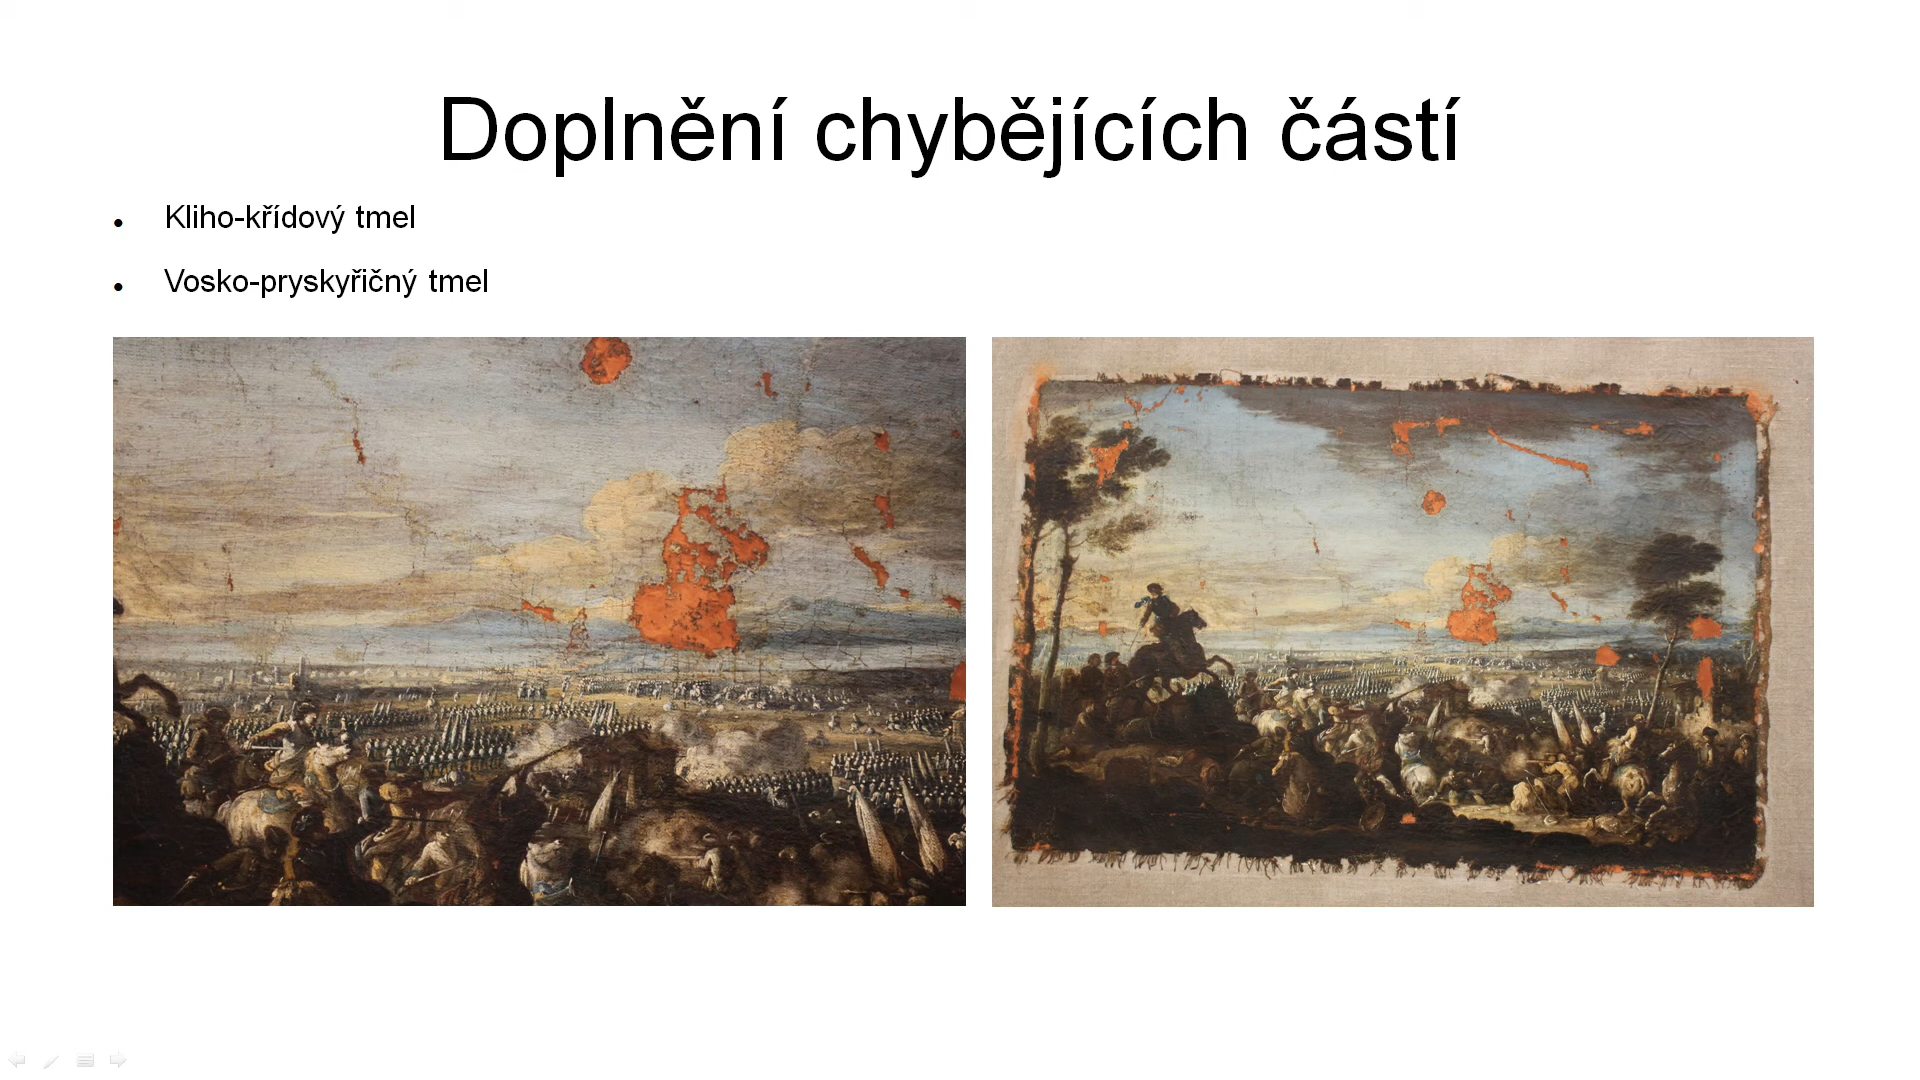 Doplnění chybějících částí
Kliho-křídový tmel
Vosko-pryskyřičný tmel